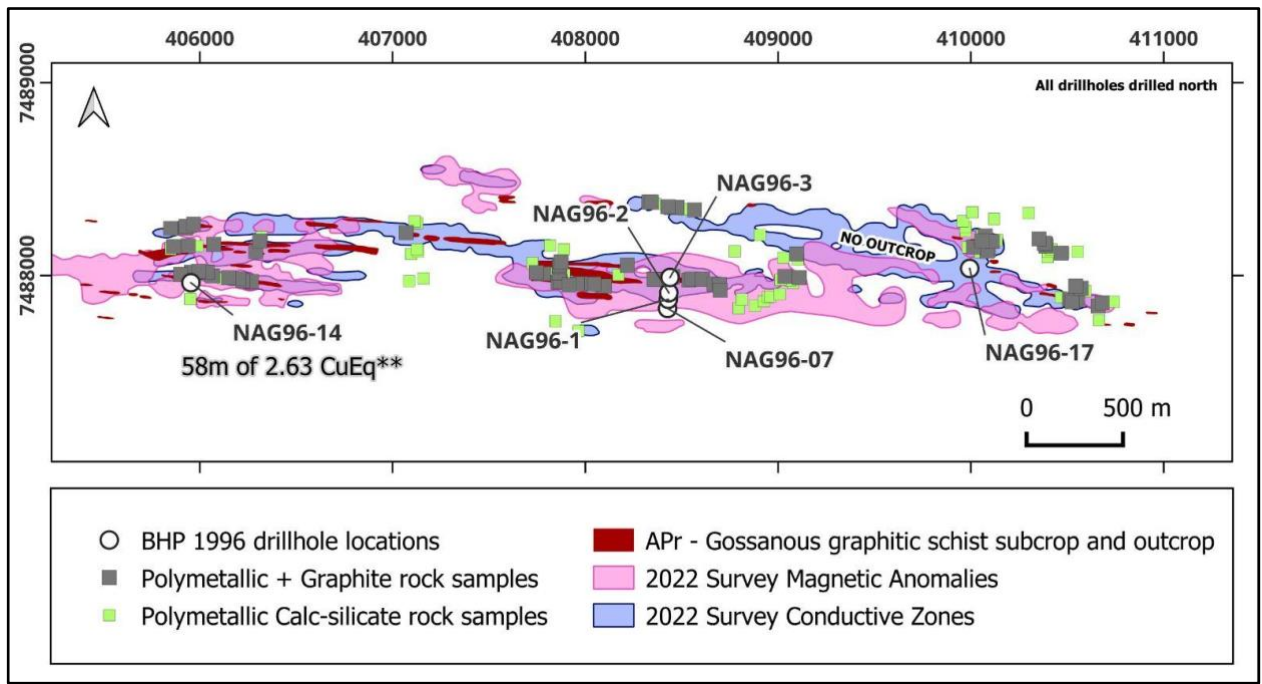 406000 407000 408000 409000 410000 411000
7489000
7488000
All drillholes drilled north
NAG96-3
NAG96-2
NO OUTCROP
NAG96-14
58m of 2.63 CuEq**
NAG96-1
NAG96-07
NAG96-17
0 500 m
BHP 1996 drillhole locations
Polymetallic + Graphite rock samples
Polymetallic Calc-silicate rock samples
APr - Gossanous graphitic schist subcrop and outcrop
2022 Survey Magnetic Anomalies
2022 Survey Conductive Zones